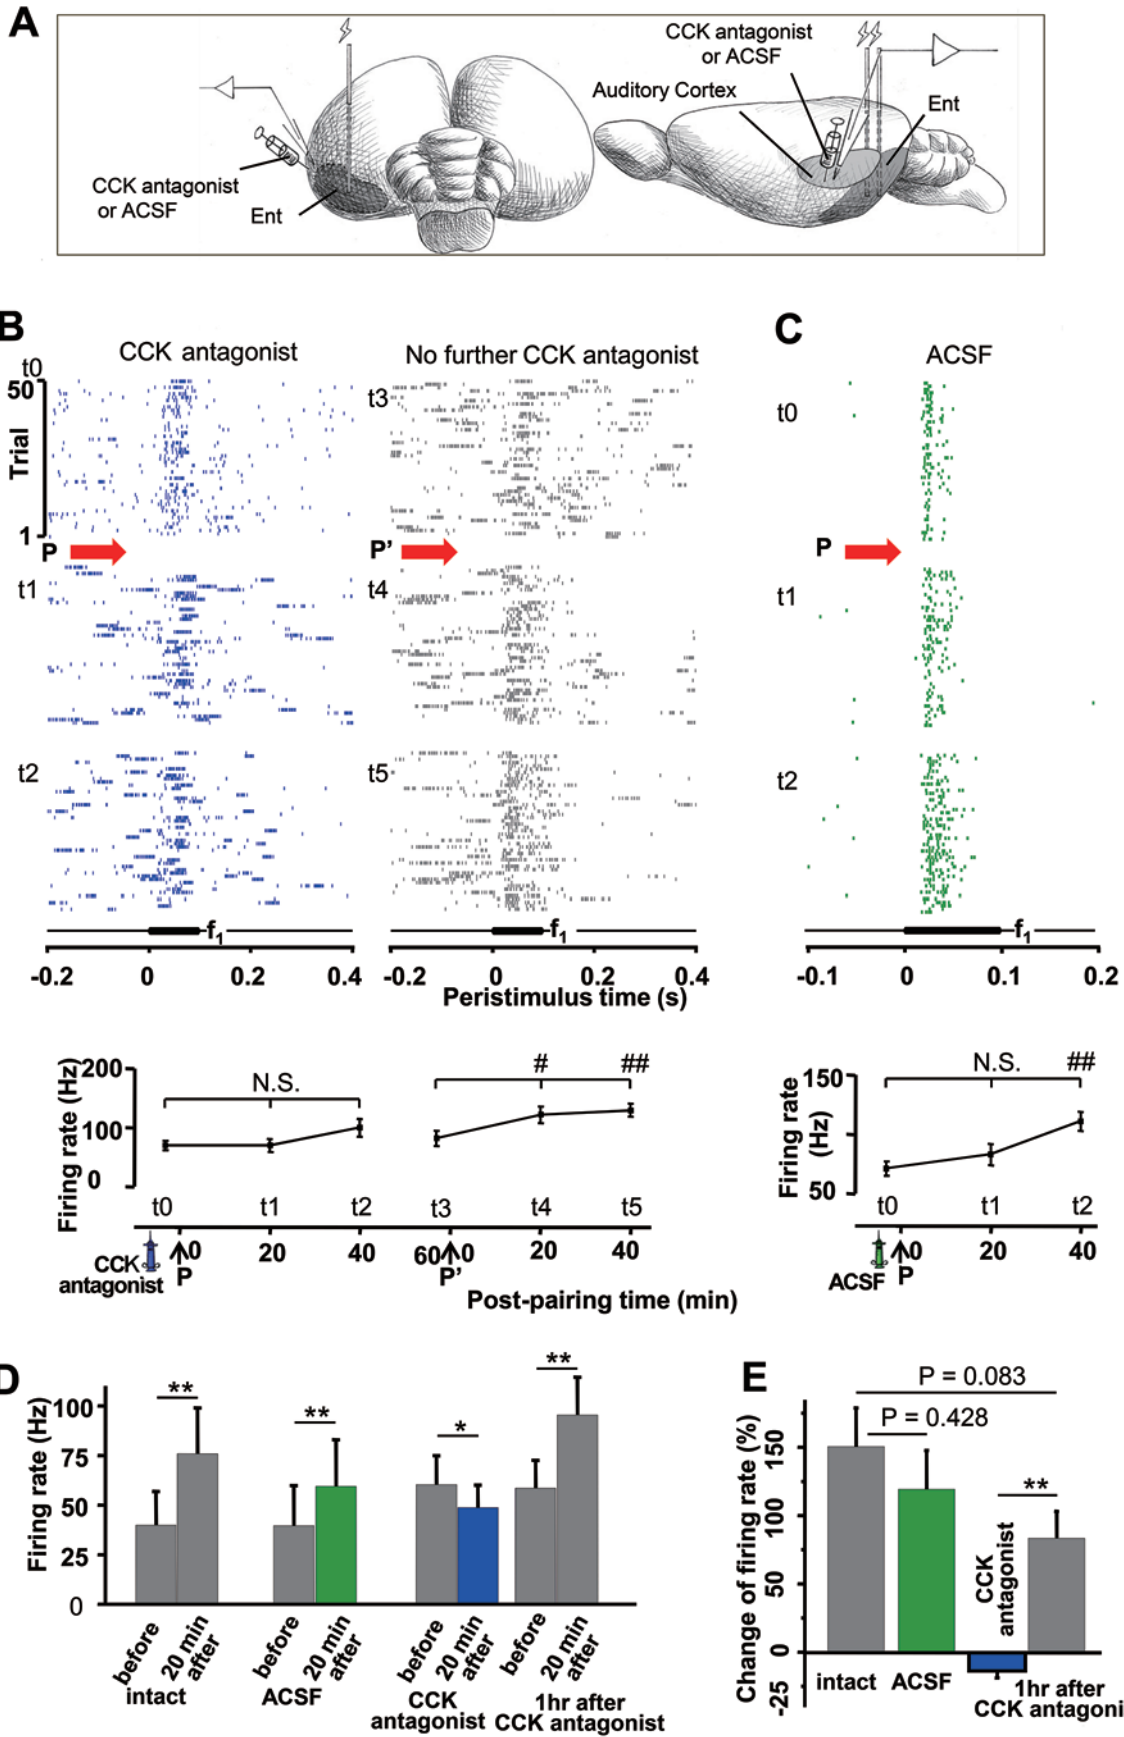 A
CCK antagonist
or ACSF
Auditory Cortex
Ent
CCK antagonist
or ACSF
Ent
B
CCK antagonist
No further CCK antagonist
t0
50
Trial
1
P
t1
t2
t3
P'
t4
t5
f1
f1
-0.2 0 0.2 0.4
-0.2 0 0.2 0.4
Peristimulus time (s)
C
ACSF
t0
P
t1
t2
f1
-0.1 0 0.1 0.2
Firing rate (Hz)
200
100
0
N.S.
# ##
t0 t1 t2 t3 t4 t5
CCK
antagonist
P
0 20 40 60 0 20 40
P'
Post-pairing time (min)
Firing rate
(Hz)
150
50
N.S. ##
t0 t1 t2
ACSF
P
0 20 40
D
Firing rate (Hz)
100
75
50
25
0
** ** * **
before
20 min
after
intact
before
20 min
after
ACSF
before
20 min
after
CCK
antagonist
before
20 min
after
1hr after
CCK antagonist
E
Change of firing rate (%)
150
100
50
0
-25
P = 0.083
P = 0.428
**
CCK
antagonist
intact
ACSF
1hr after
CCK antagoni